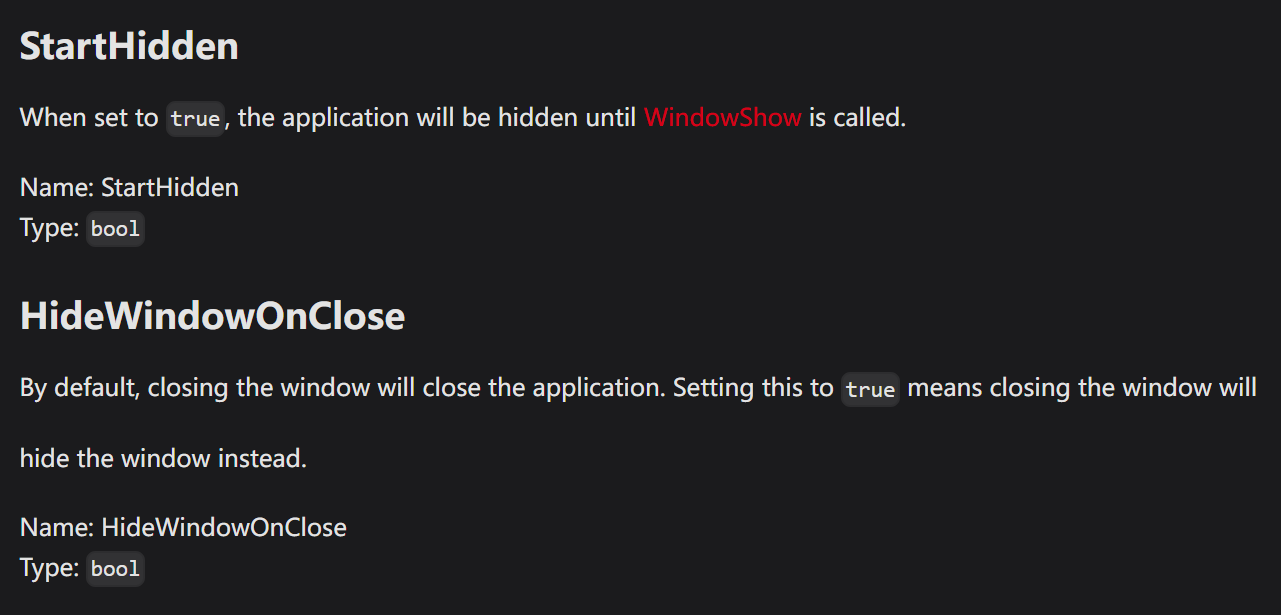 StartHidden
When set to true, the application will be hidden until WindowShow is called.
Name: StartHidden
Type: bool
HideWindowOnClose
By default, closing the window will close the application. Setting this to true means closing the window will
hide the window instead.
Name: HideWindowOnClose
Type: bool